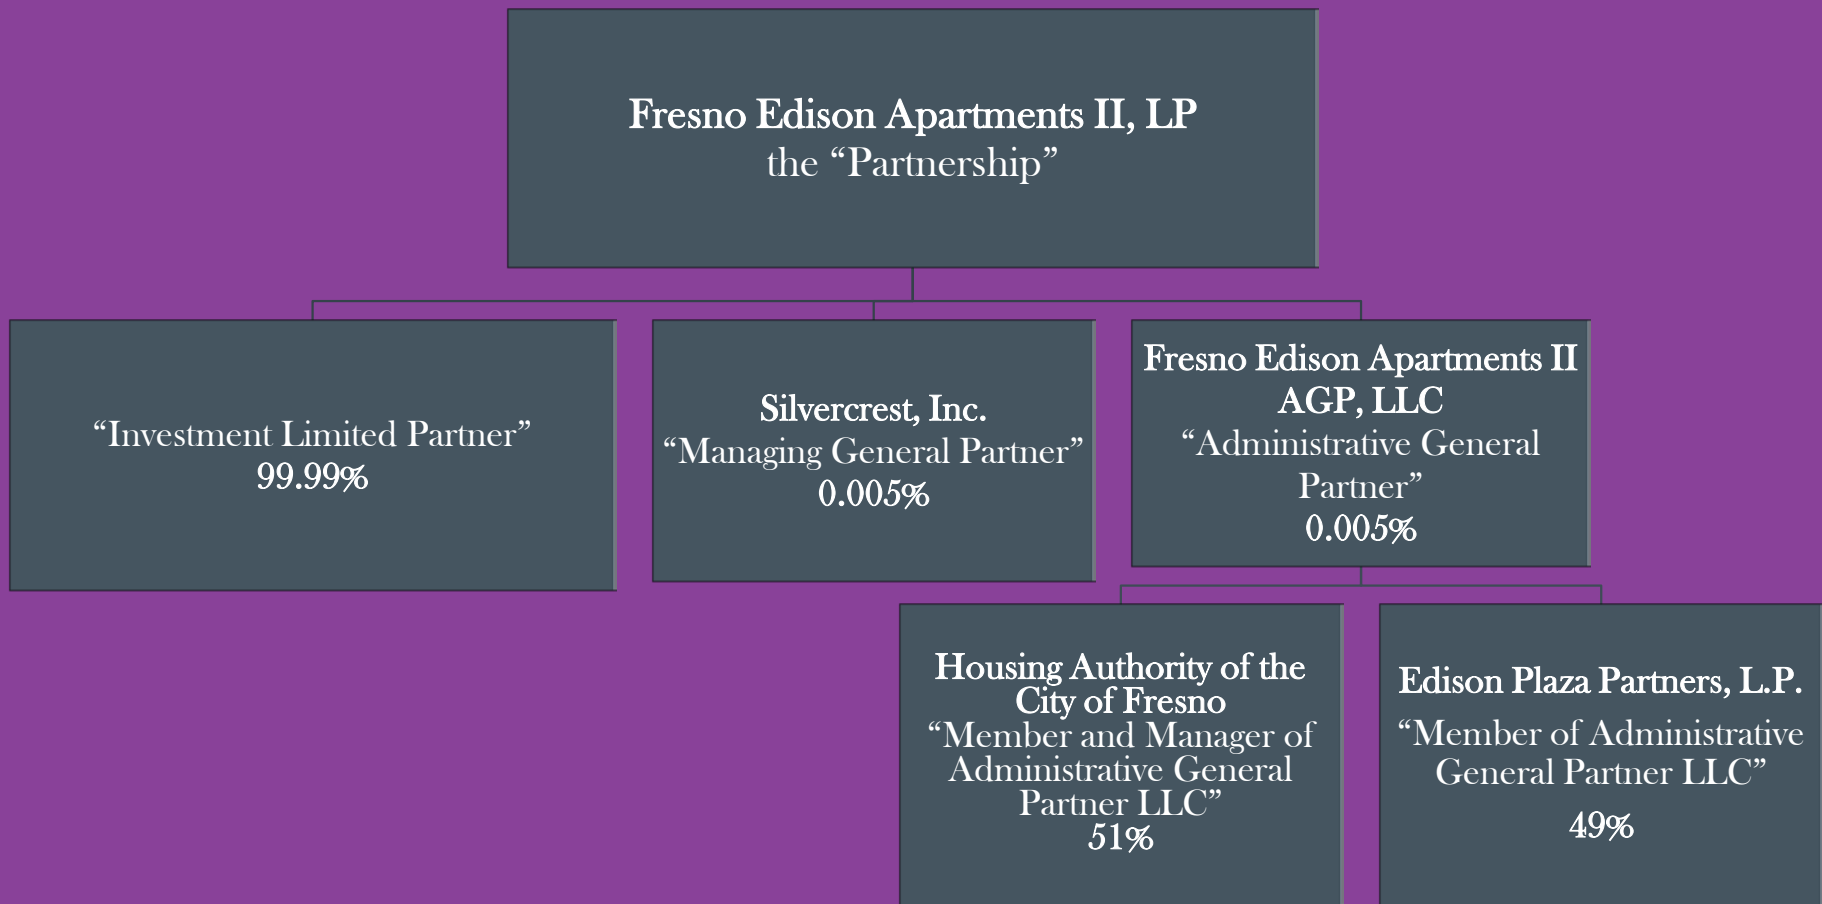 Fresno Edison Apartments II, LP
the “Partnership”
“Investment Limited Partner”
99.99%
Silvercrest, Inc.
“Managing General Partner”
0.005%
Fresno Edison Apartments II
AGP, LLC
“Administrative General
Partner”
0.005%
Housing Authority of the
City of Fresno
“Member and Manager of
Administrative General
Partner LLC”
51%
Edison Plaza Partners, L.P.
“Member of Administrative
General Partner LLC”
49%